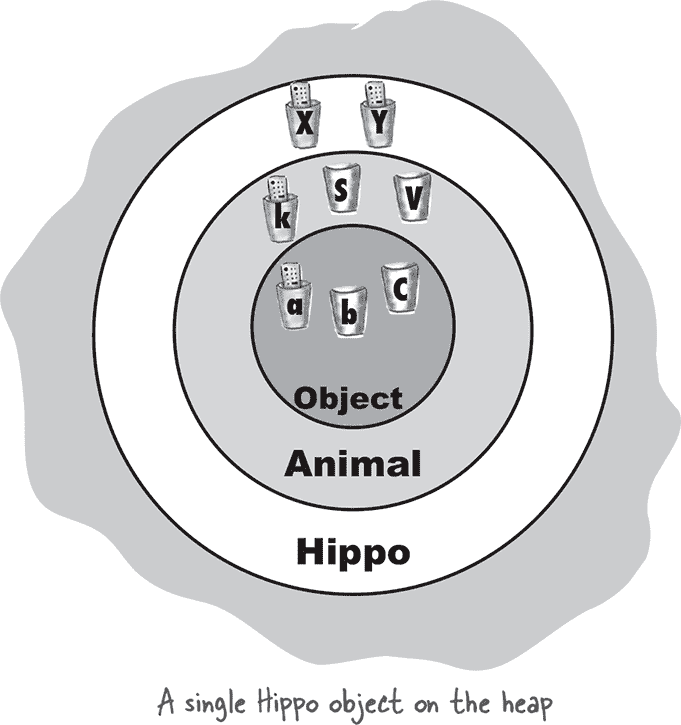 X Y
k S V
a b C
Object
Animal
Hippo
A single Hippo object on the heap